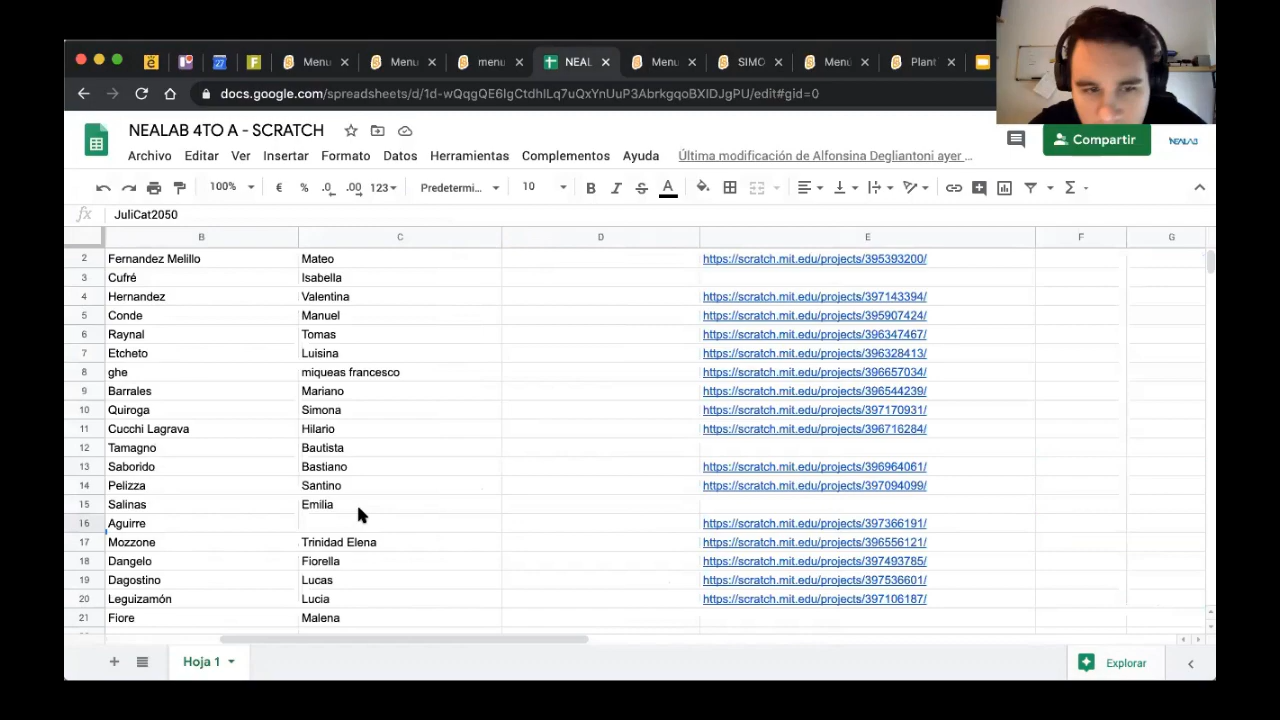 Menu
Menu
menu
NEAL
Menu
SIMO
Menú
Plant
docs.google.com/spreadsheets/d/1d-wQqgQE6IgCtdhILq7uQxYnUuP3AbrkgqoBXIDJgPU/edit#gid=0
NEALAB 4TO A - SCRATCH
Compartir
NEALAB
Archivo Editar Ver Insertar Formato Datos Herramientas Complementos Ayuda Última modificación de Alfonsina Degliantoni ayer ...
100% € % .0 .00 123 Predetermi... 10
fx JuliCat2050
B C D E F G
2 Fernandez Melillo Mateo https://scratch.mit.edu/projects/395393200/
3 Cufré Isabella
4 Hernandez Valentina https://scratch.mit.edu/projects/397143394/
5 Conde Manuel https://scratch.mit.edu/projects/395907424/
6 Raynal Tomas https://scratch.mit.edu/projects/396347467/
7 Etcheto Luisina https://scratch.mit.edu/projects/396328413/
8 ghe miqueas francesco https://scratch.mit.edu/projects/396657034/
9 Barrales Mariano https://scratch.mit.edu/projects/396544239/
10 Quiroga Simona https://scratch.mit.edu/projects/397170931/
11 Cucchi Lagrava Hilario https://scratch.mit.edu/projects/396716284/
12 Tamagno Bautista
13 Saborido Bastiano https://scratch.mit.edu/projects/396964061/
14 Pelizza Santino https://scratch.mit.edu/projects/397094099/
15 Salinas Emilia
16 Aguirre https://scratch.mit.edu/projects/397366191/
17 Mozzone Trinidad Elena https://scratch.mit.edu/projects/396556121/
18 Dangelo Fiorella https://scratch.mit.edu/projects/397493785/
19 Dagostino Lucas https://scratch.mit.edu/projects/397536601/
20 Leguizamón Lucia https://scratch.mit.edu/projects/397106187/
21 Fiore Malena
Hoja 1
Explorar